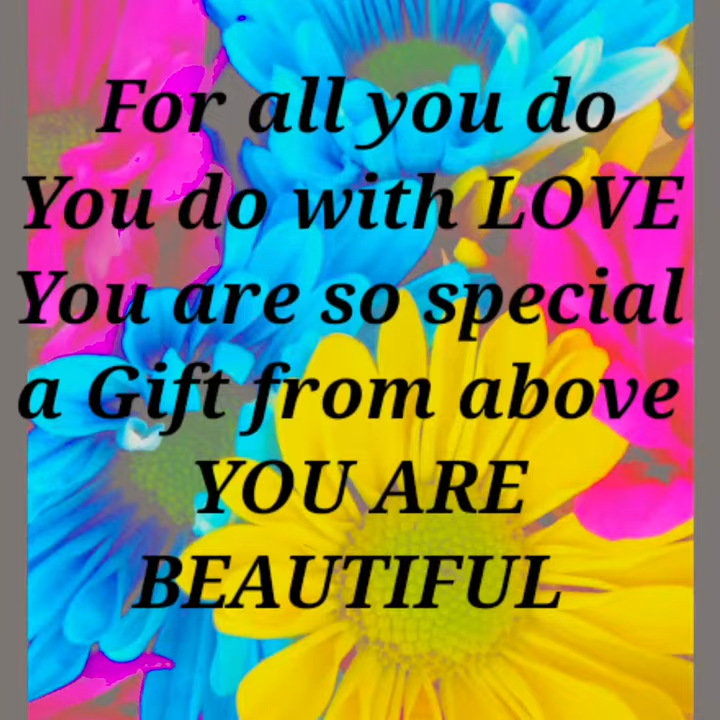 For all you do
You do with LOVE
You are so special
a Gift from above
YOU ARE
BEAUTIFUL